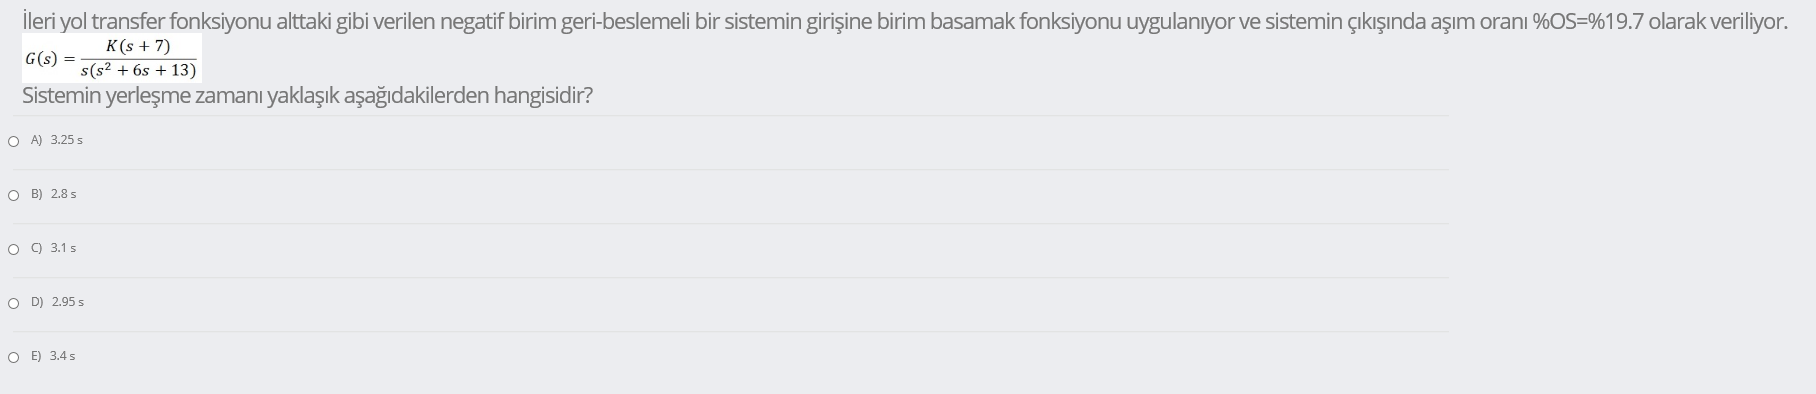 İleri yol transfer fonksiyonu alttaki gibi verilen negatif birim geri-beslemeli bir sistemin girişine birim basamak fonksiyonu uygulanıyor ve sistemin çıkışında aşım oranı %OS=%19.7 olarak veriliyor.
G(s) = K(s + 7) / s(s² + 6s + 13)
Sistemin yerleşme zamanı yaklaşık aşağıdakilerden hangisidir?
A) 3.25 s
B) 2.8 s
C) 3.1 s
D) 2.95 s
E) 3.4 s